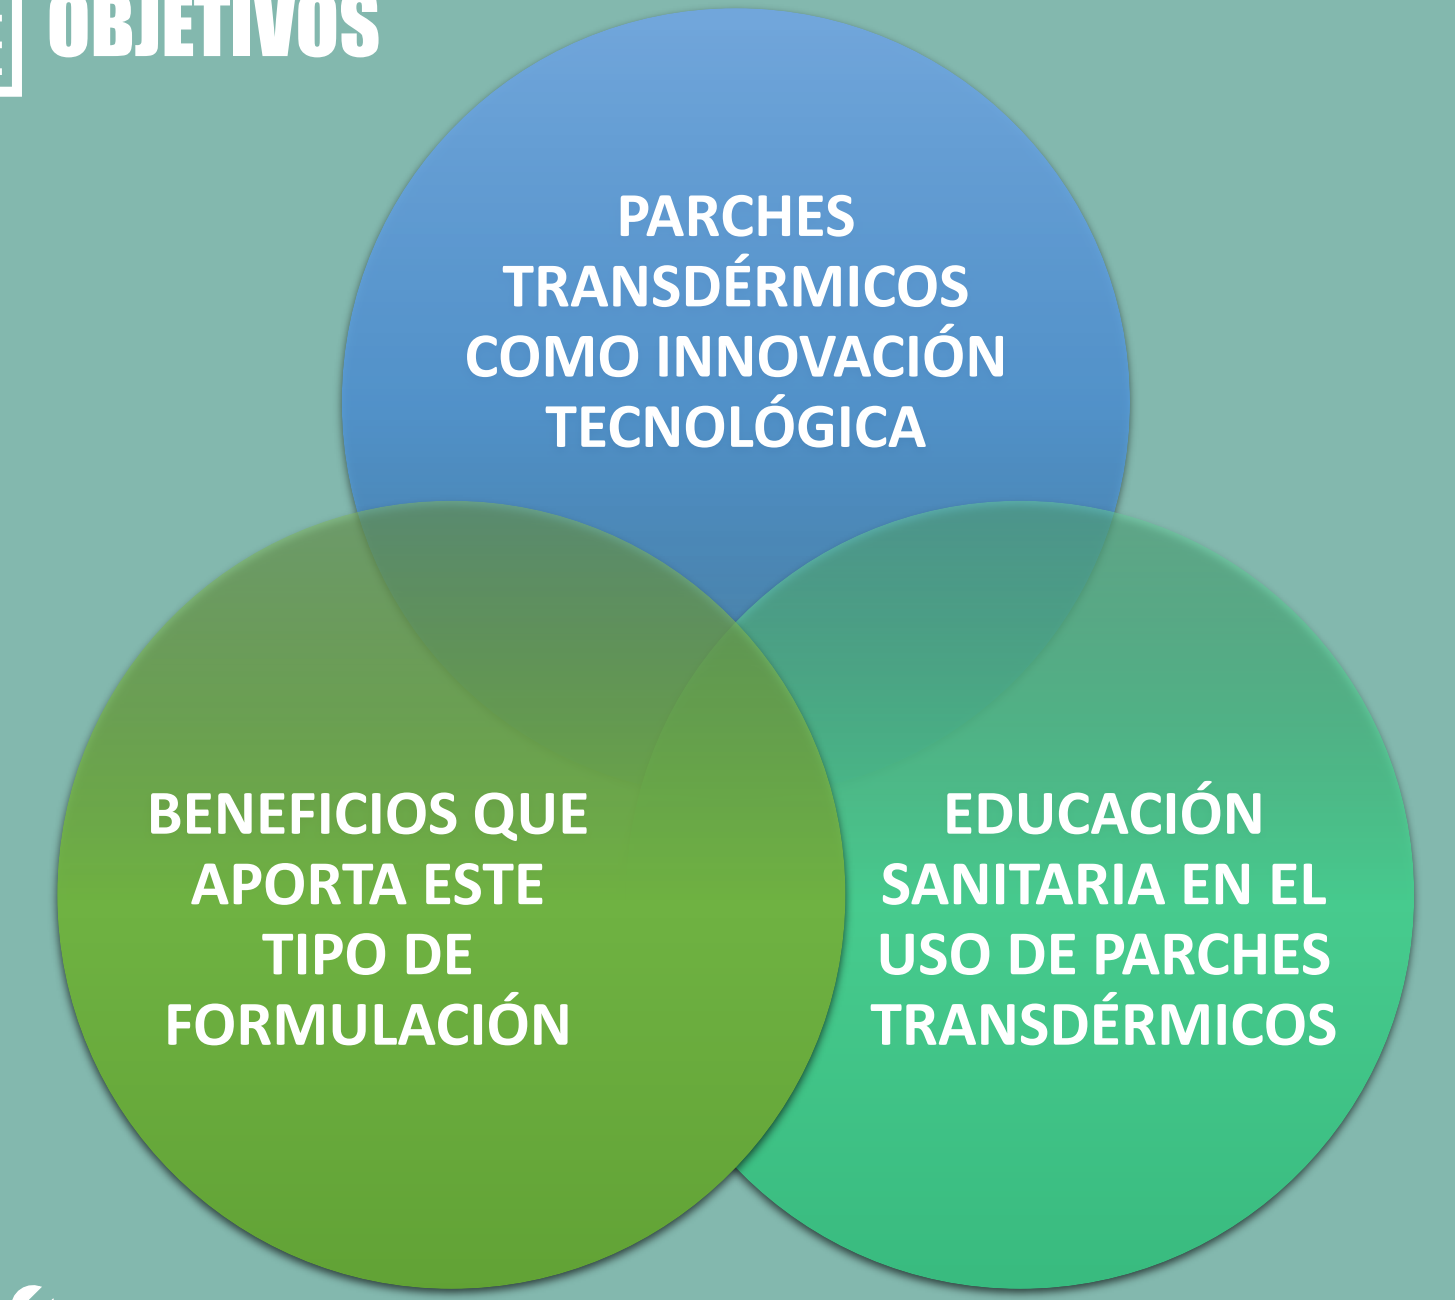 OBJETIVOS
PARCHES
TRANSDÉRMICOS
COMO INNOVACIÓN
TECNOLÓGICA
BENEFICIOS QUE
APORTA ESTE
TIPO DE
FORMULACIÓN
EDUCACIÓN
SANITARIA EN EL
USO DE PARCHES
TRANSDÉRMICOS